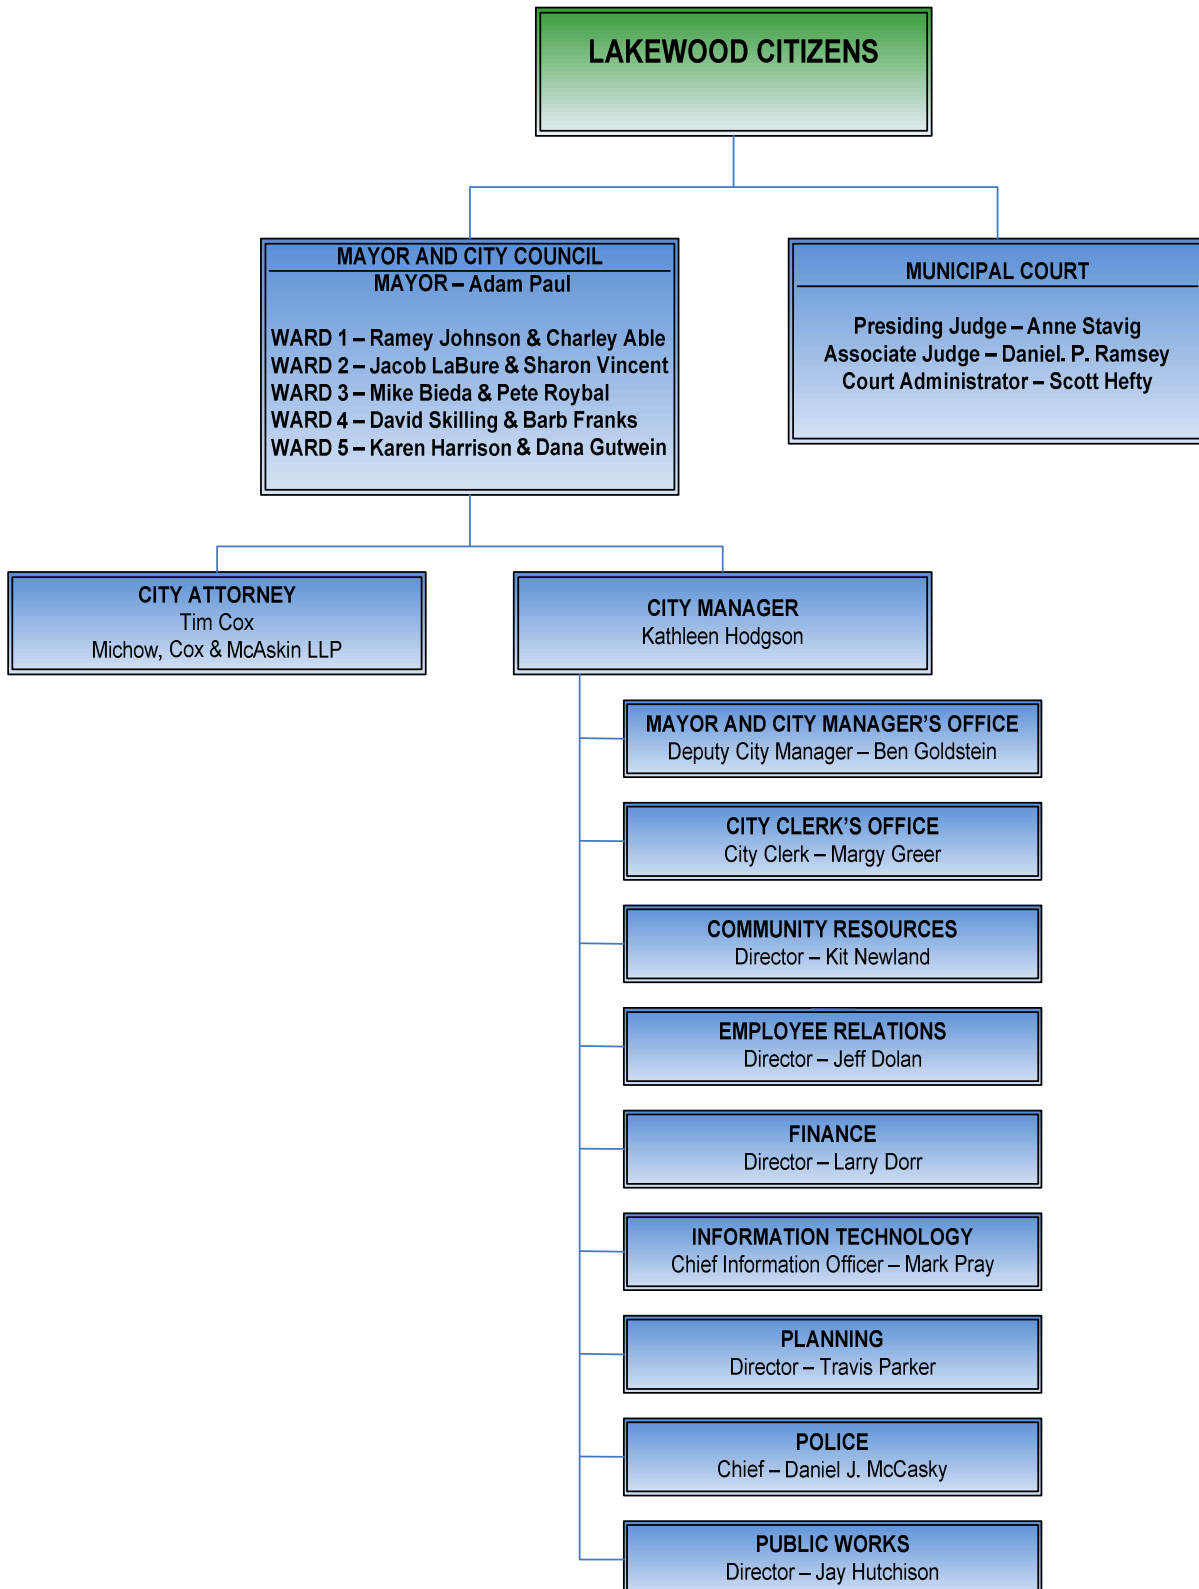 LAKEWOOD CITIZENS
MAYOR AND CITY COUNCIL
MAYOR – Adam Paul
WARD 1 – Ramey Johnson & Charley Able
WARD 2 – Jacob LaBure & Sharon Vincent
WARD 3 – Mike Bieda & Pete Roybal
WARD 4 – David Skilling & Barb Franks
WARD 5 – Karen Harrison & Dana Gutwein
MUNICIPAL COURT
Presiding Judge – Anne Stavig
Associate Judge – Daniel. P. Ramsey
Court Administrator – Scott Hefty
CITY ATTORNEY
Tim Cox
Michow, Cox & McAskin LLP
CITY MANAGER
Kathleen Hodgson
MAYOR AND CITY MANAGER'S OFFICE
Deputy City Manager – Ben Goldstein
CITY CLERK'S OFFICE
City Clerk – Margy Greer
COMMUNITY RESOURCES
Director – Kit Newland
EMPLOYEE RELATIONS
Director – Jeff Dolan
FINANCE
Director – Larry Dorr
INFORMATION TECHNOLOGY
Chief Information Officer – Mark Pray
PLANNING
Director – Travis Parker
POLICE
Chief – Daniel J. McCasky
PUBLIC WORKS
Director – Jay Hutchison